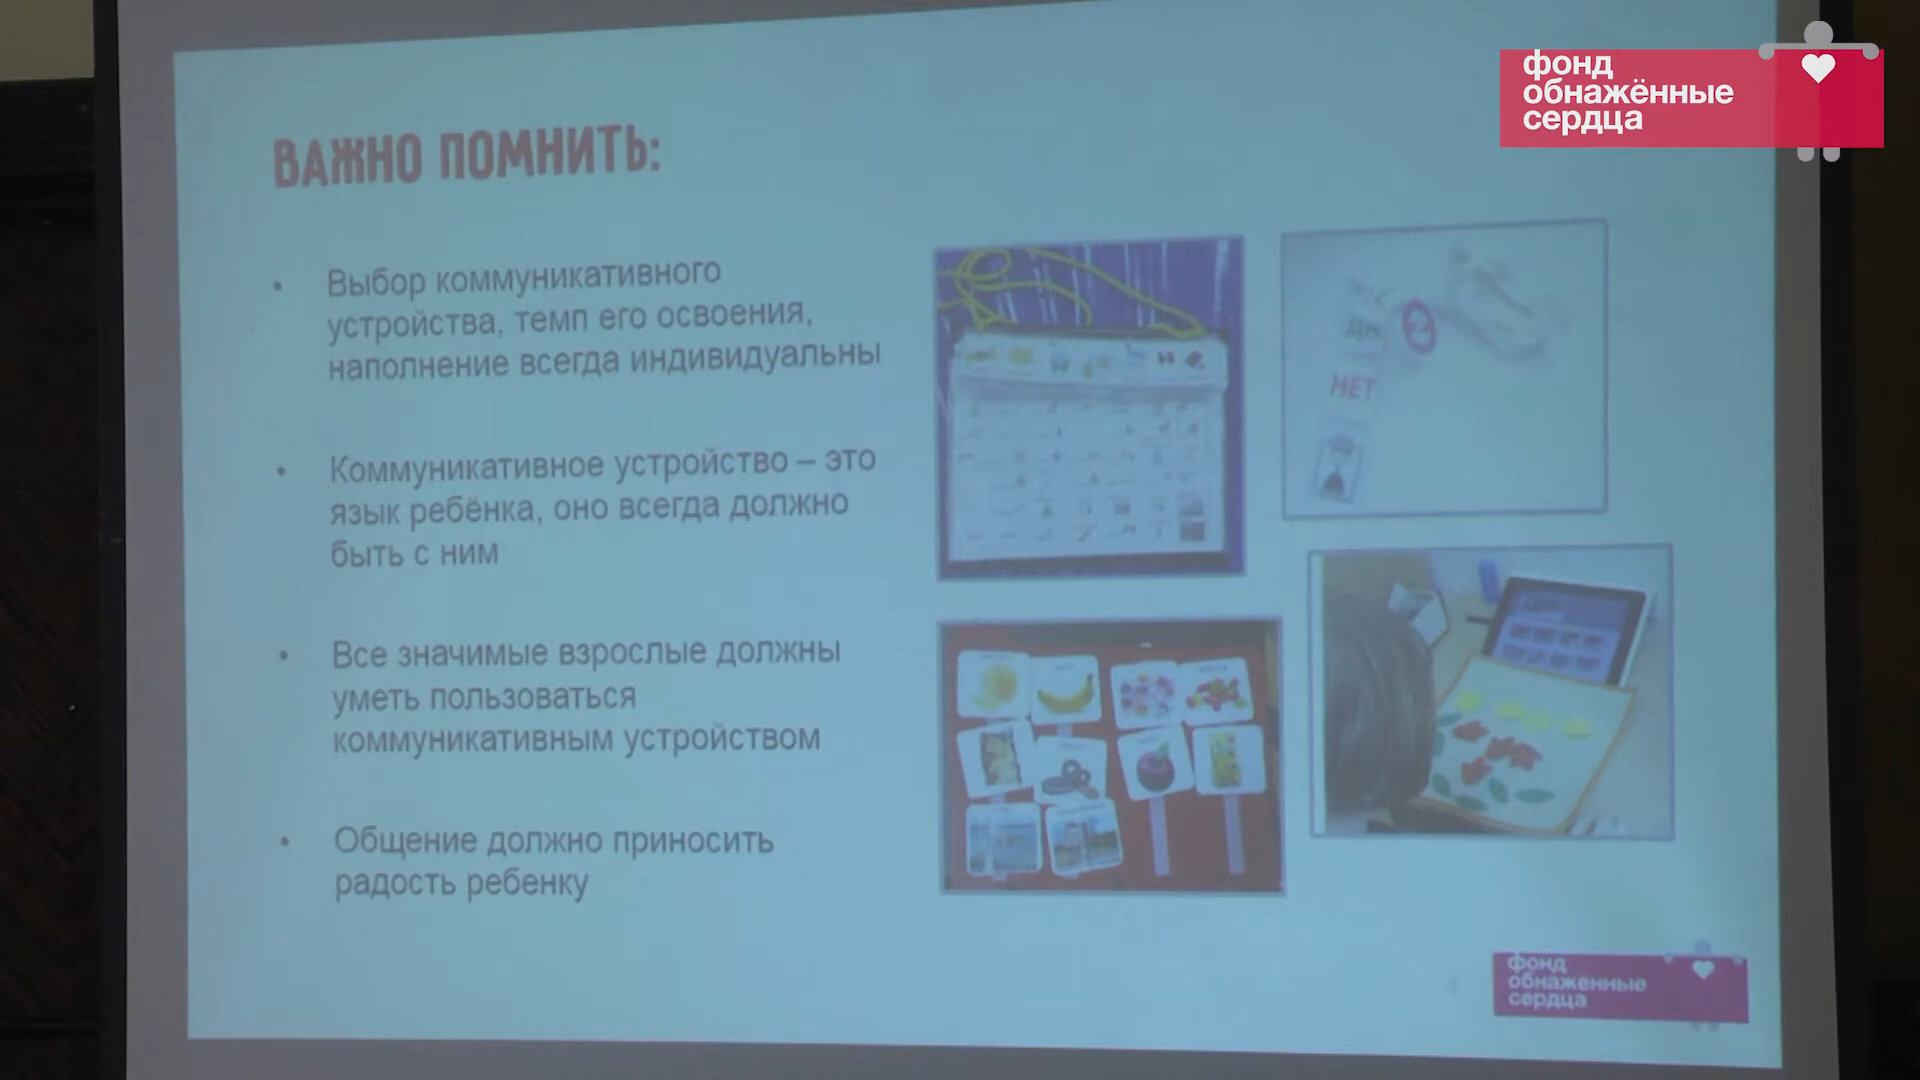 фонд
обнажённые
сердца
ВАЖНО ПОМНИТЬ:
• Выбор коммуникативного
устройства, темп его освоения,
наполнение всегда индивидуальны
• Коммуникативное устройство – это
язык ребёнка, оно всегда должно
быть с ним
• Все значимые взрослые должны
уметь пользоваться
коммуникативным устройством
• Общение должно приносить
радость ребенку
НЕТ
фонд
обнаженные
сердца